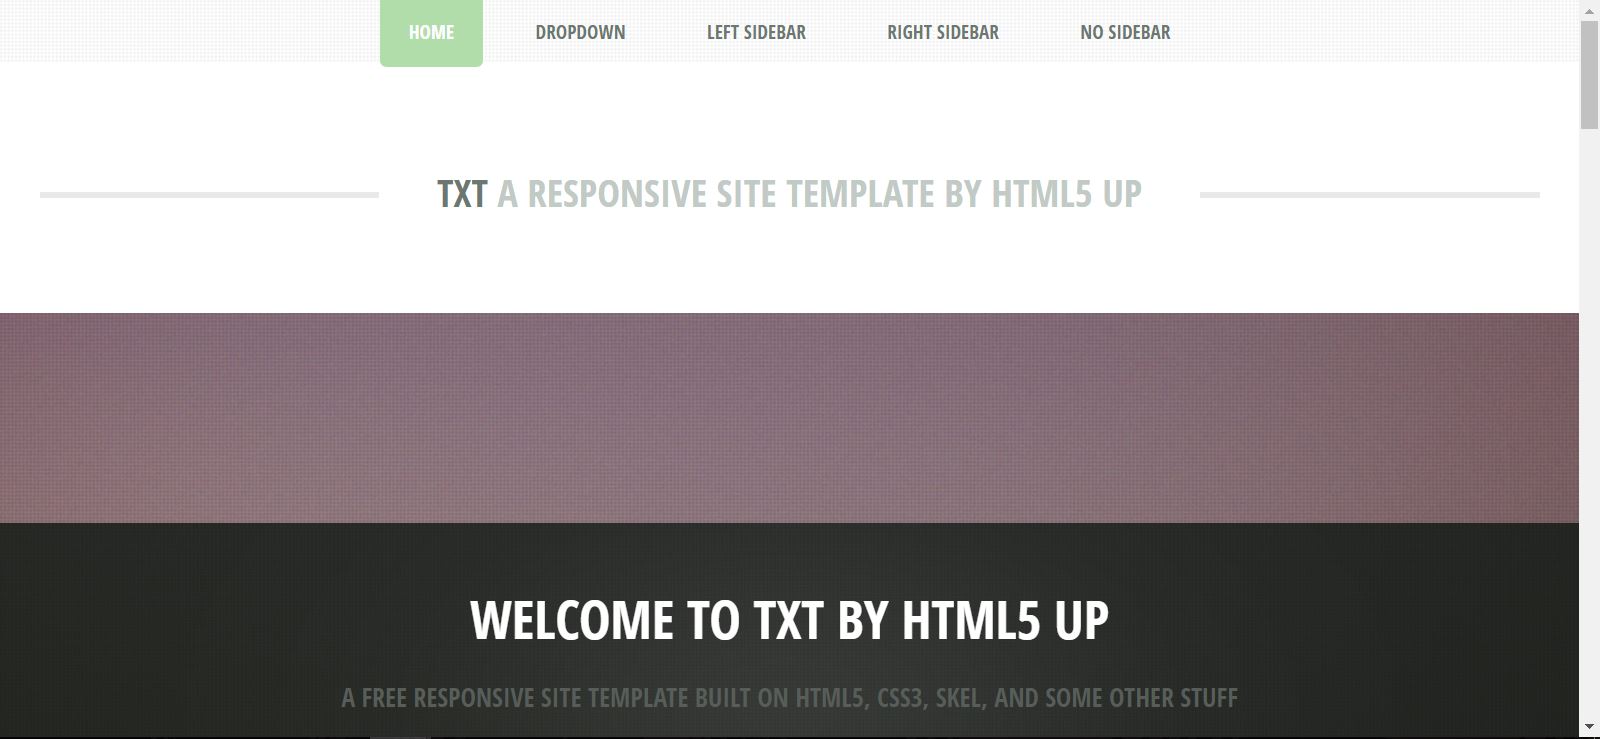 HOME DROPDOWN LEFT SIDEBAR RIGHT SIDEBAR NO SIDEBAR
TXT A RESPONSIVE SITE TEMPLATE BY HTML5 UP
WELCOME TO TXT BY HTML5 UP
A FREE RESPONSIVE SITE TEMPLATE BUILT ON HTML5, CSS3, SKEL, AND SOME OTHER STUFF